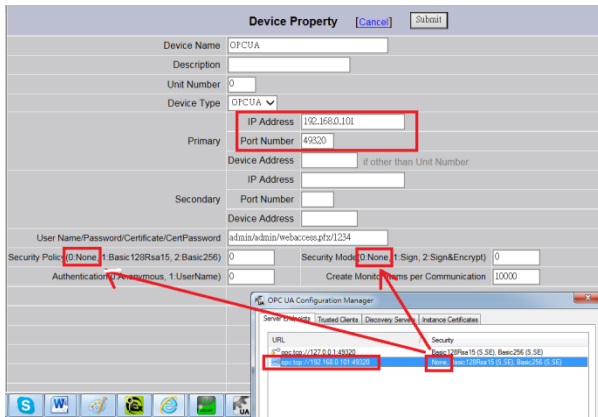 Device Property [Cancel] Submit
Device Name OPCUA
Description
Unit Number 0
Device Type OPCUA
IP Address 192.168.0.101
Primary Port Number 49320
Device Address if other than Unit Number
IP Address
Secondary Port Number
Device Address
User Name/Password/Certificate/CertPassword admin/admin/webaccess.pfx/1234
Security Policy(0:None, 1:Basic128Rsa15, 2:Basic256) 0 Security Mode(0:None, 1:Sign, 2:Sign&Encrypt) 0
Authentication(0:Anonymous, 1:UserName) 0 Create Monitor Items per Communication 10000
OPC UA Configuration Manager
Server Endpoints Trusted Clients Discovery Servers Instance Certificates
URL Security
opc.tcp://127.0.0.1:49320 Basic128Rsa15 (S,SE), Basic256 (S,SE)
opc.tcp://192.168.0.101:49320 None, Basic128Rsa15 (S,SE), Basic256 (S,SE)
UA